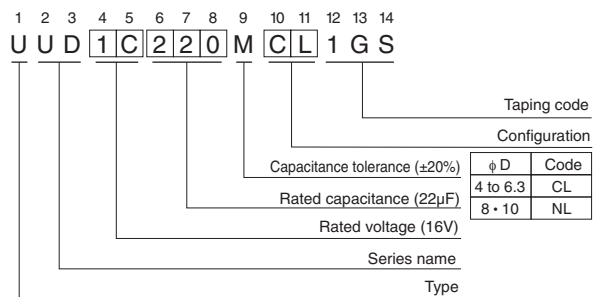 1 2 3 4 5 6 7 8 9 10 11 12 13 14
U U D 1 C 2 2 0 M C L 1 G S
Taping code
Configuration
Capacitance tolerance (±20%)
Rated capacitance (22µF)
Rated voltage (16V)
Series name
Type
ϕ D Code
4 to 6.3 CL
8 • 10 NL